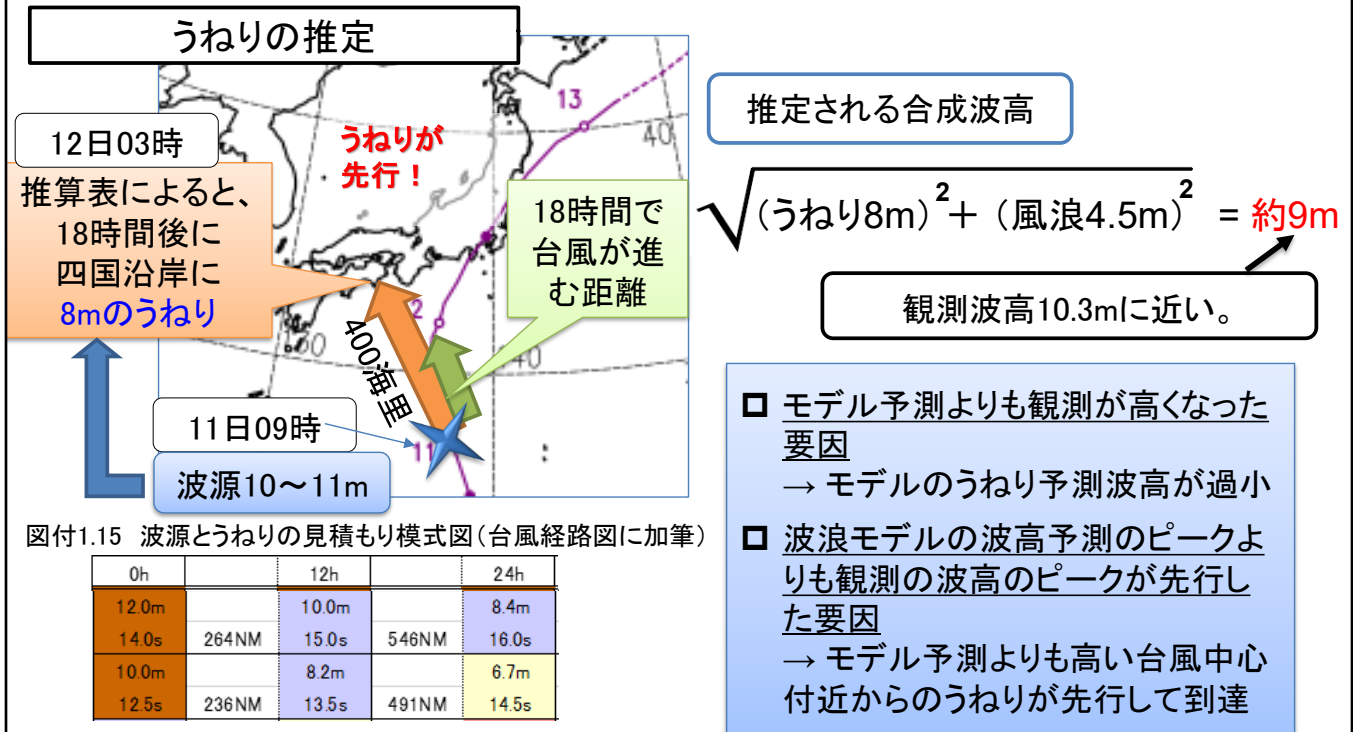 うねりの推定
13
40
12日03時
うねりが
先行！
推算表によると、
18時間後に
四国沿岸に
8mのうねり
18時間で
台風が進
む距離
2
30
140
400海里
11日09時
11
波源10～11m
推定される合成波高
√(うねり8m)²＋（風浪4.5m)² = 約9m
観測波高10.3mに近い。
図付1.15 波源とうねりの見積もり模式図(台風経路図に加筆)
0h 12h 24h
12.0m 10.0m 8.4m
14.0s 264NM 15.0s 546NM 16.0s
10.0m 8.2m 6.7m
12.5s 236NM 13.5s 491NM 14.5s
モデル予測よりも観測が高くなった
要因
→ モデルのうねり予測波高が過小
波浪モデルの波高予測のピークよ
りも観測の波高のピークが先行し
た要因
→ モデル予測よりも高い台風中心
付近からのうねりが先行して到達